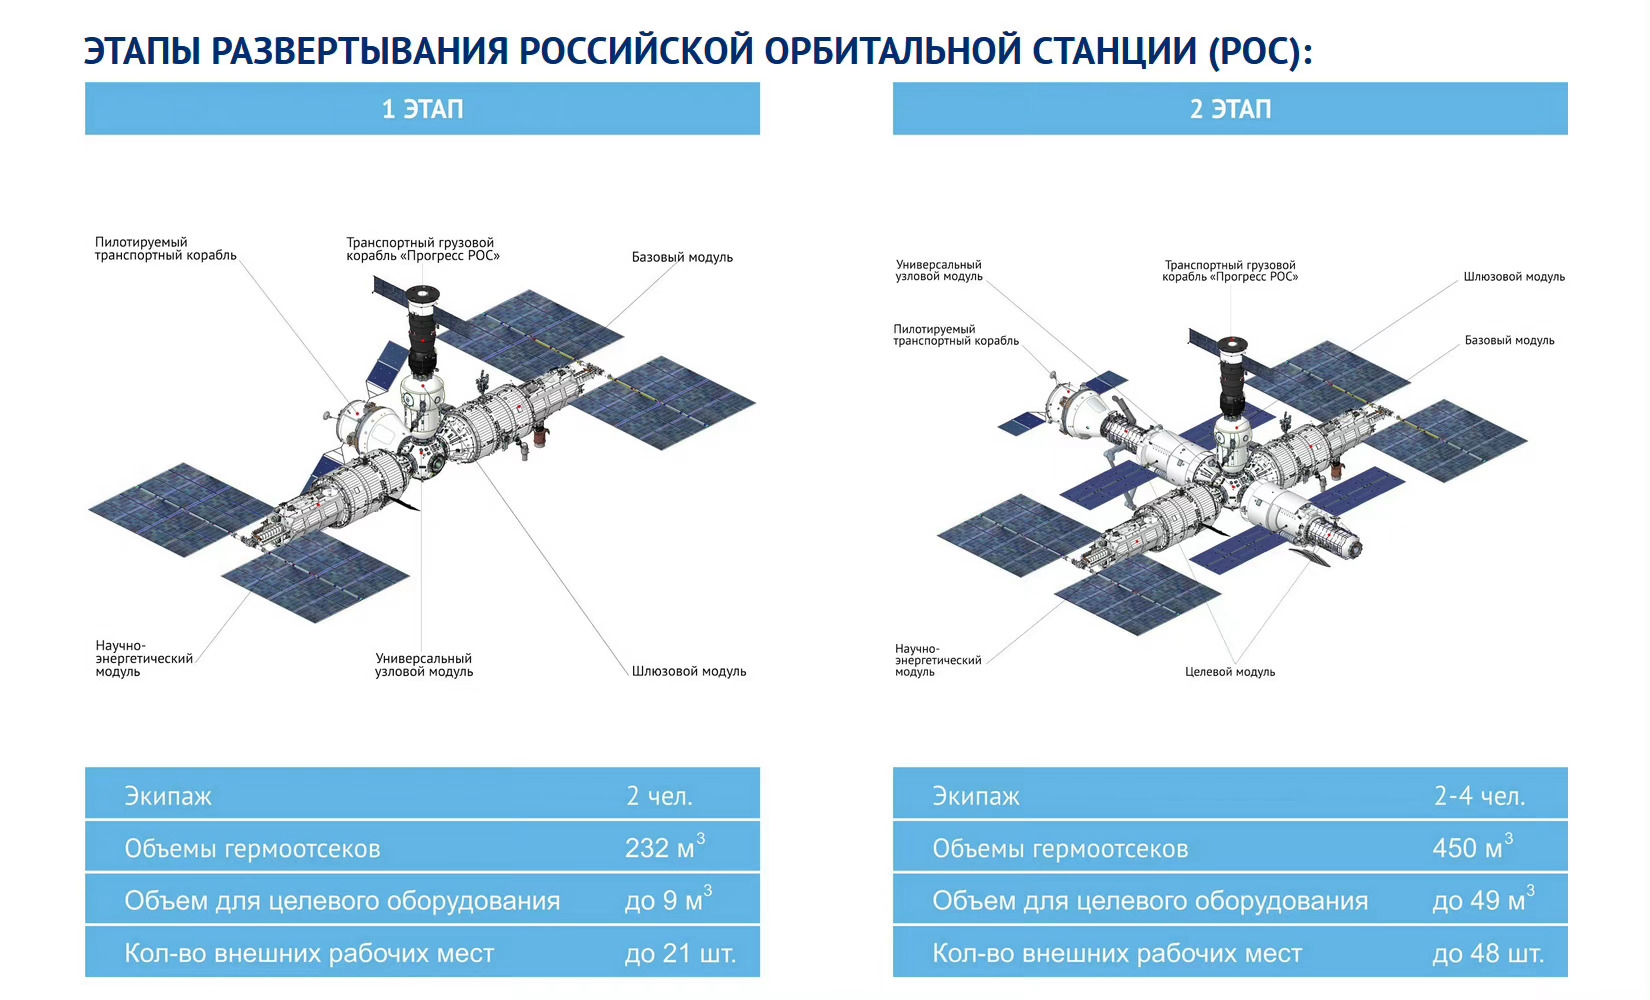 ЭТАПЫ РАЗВЕРТЫВАНИЯ РОССИЙСКОЙ ОРБИТАЛЬНОЙ СТАНЦИИ (РОС):
1 ЭТАП
Пилотируемый
транспортный корабль
Транспортный грузовой
корабль «Прогресс РОС»
Базовый модуль
Научно-
энергетический
модуль
Универсальный
узловой модуль
Шлюзовой модуль
Экипаж 2 чел.
Объемы гермоотсеков 232 м³
Объем для целевого оборудования до 9 м³
Кол-во внешних рабочих мест до 21 шт.
2 ЭТАП
Универсальный
узловой модуль
Транспортный грузовой
корабль «Прогресс РОС»
Шлюзовой модуль
Пилотируемый
транспортный корабль
Базовый модуль
Научно-
энергетический
модуль
Целевой модуль
Экипаж 2-4 чел.
Объемы гермоотсеков 450 м³
Объем для целевого оборудования до 49 м³
Кол-во внешних рабочих мест до 48 шт.